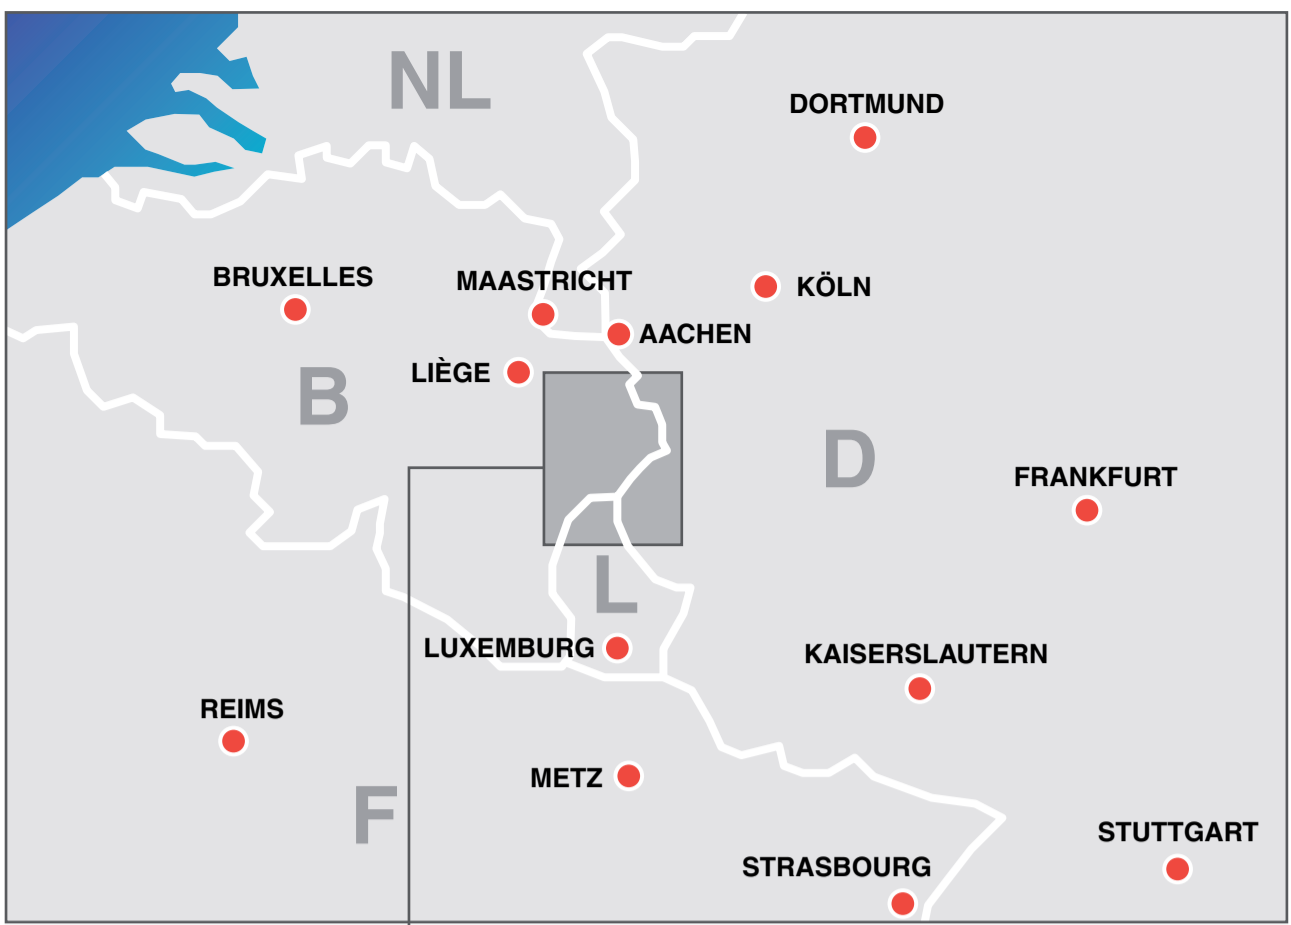 NL
DORTMUND
BRUXELLES
MAASTRICHT
KÖLN
AACHEN
LIÈGE
B
D
FRANKFURT
L
LUXEMBURG
KAISERSLAUTERN
REIMS
METZ
F
STUTTGART
STRASBOURG